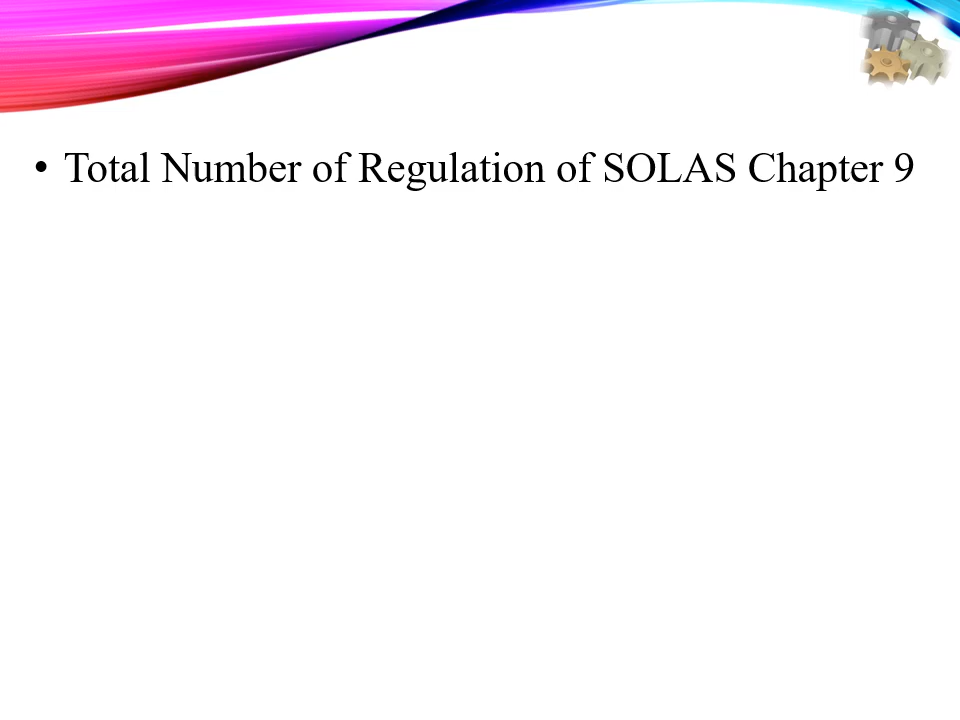 • Total Number of Regulation of SOLAS Chapter 9